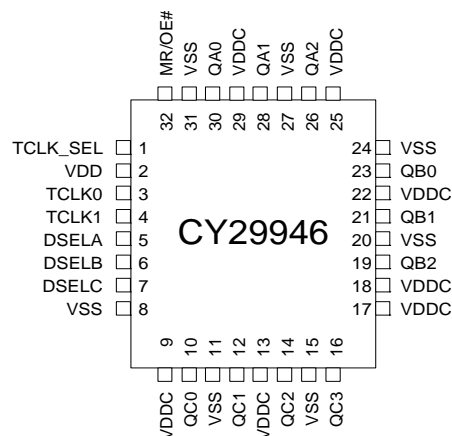 MR/OE#
VSS
QA0
VDDC
QA1
VSS
QA2
VDDC
32
31
30
29
28
27
26
25
TCLK_SEL 1
VDD 2
TCLK0 3
TCLK1 4
DSELA 5
DSELB 6
DSELC 7
VSS 8
CY29946
24 VSS
23 QB0
22 VDDC
21 QB1
20 VSS
19 QB2
18 VDDC
17 VDDC
9
10
11
12
13
14
15
16
VDDC
QC0
VSS
QC1
VDDC
QC2
VSS
QC3